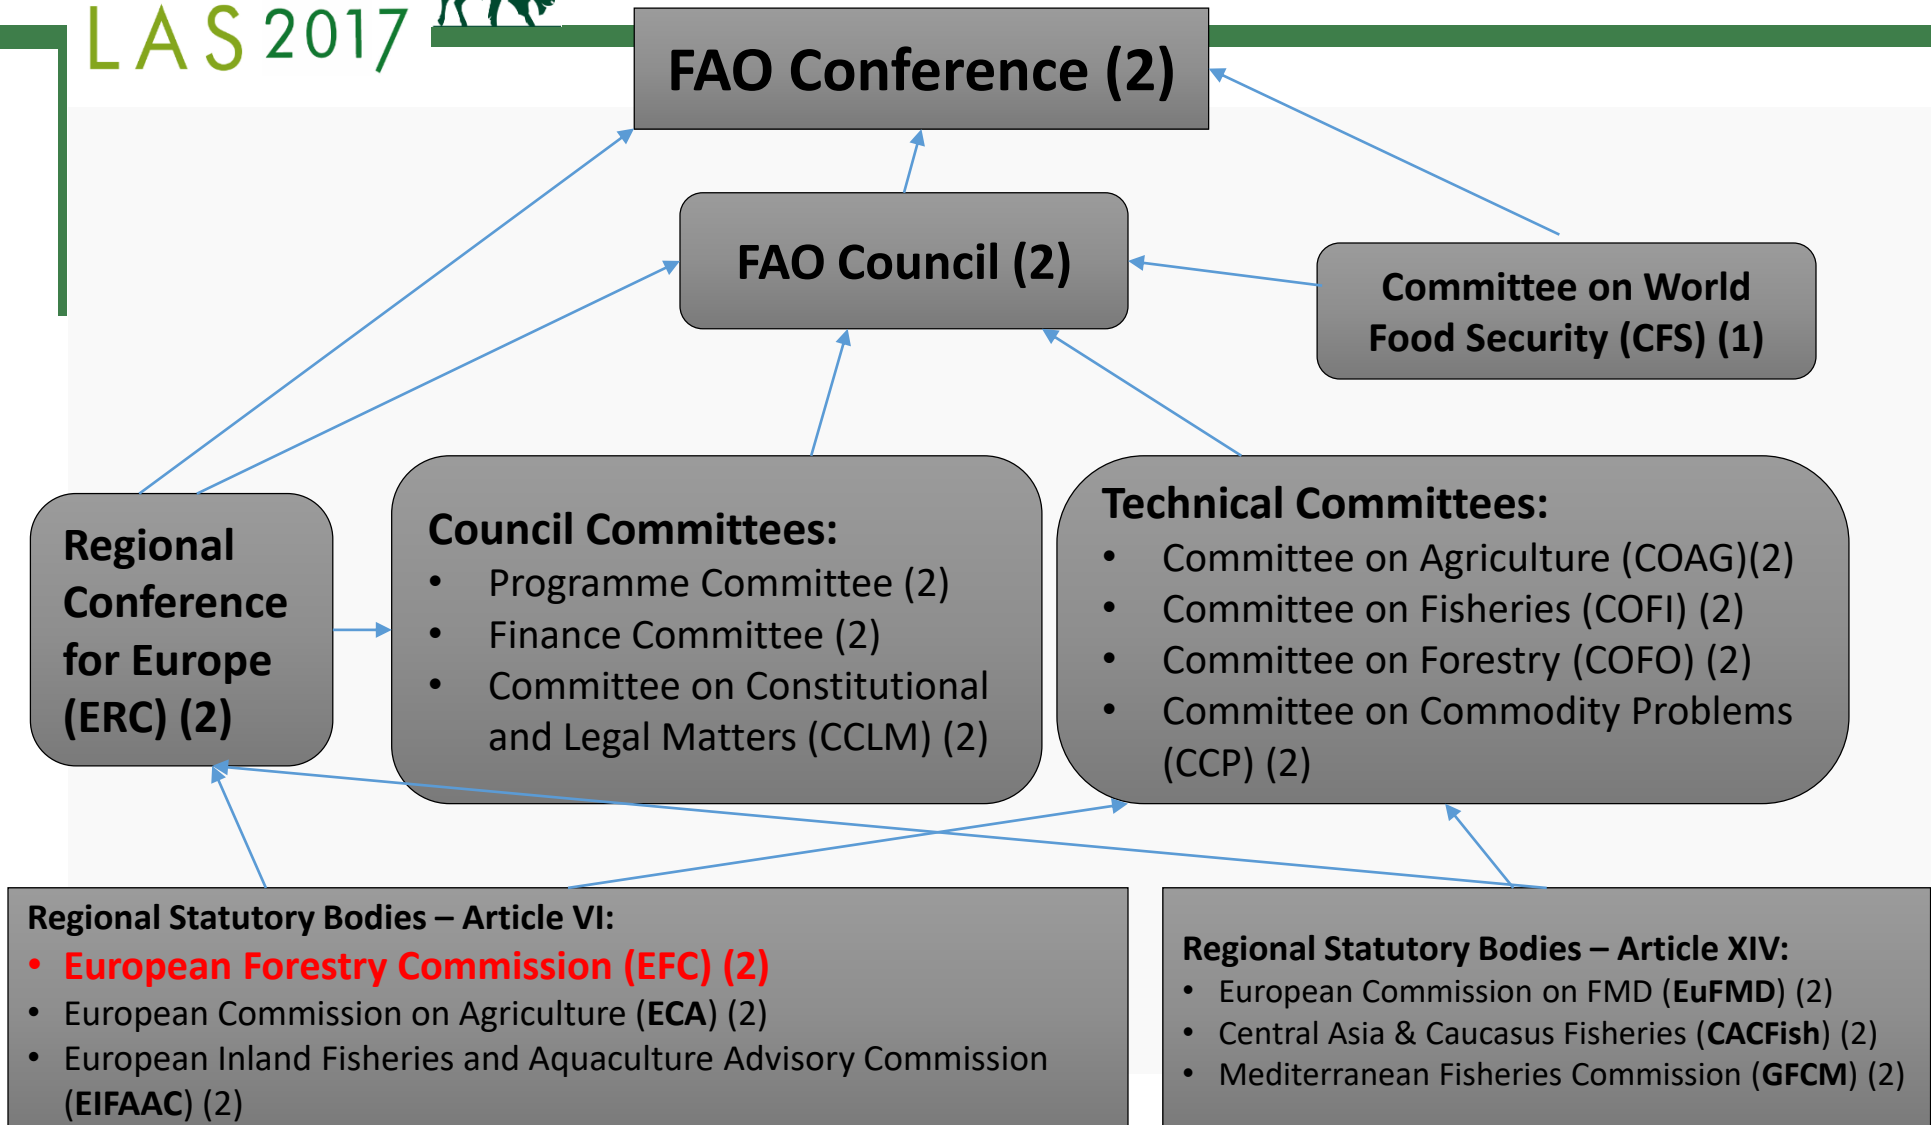 LAS 2017
FAO Conference (2)
FAO Council (2)
Committee on World
Food Security (CFS) (1)
Regional
Conference
for Europe
(ERC) (2)
Council Committees:
• Programme Committee (2)
• Finance Committee (2)
• Committee on Constitutional
and Legal Matters (CCLM) (2)
Technical Committees:
• Committee on Agriculture (COAG)(2)
• Committee on Fisheries (COFI) (2)
• Committee on Forestry (COFO) (2)
• Committee on Commodity Problems
(CCP) (2)
Regional Statutory Bodies – Article VI:
• European Forestry Commission (EFC) (2)
• European Commission on Agriculture (ECA) (2)
• European Inland Fisheries and Aquaculture Advisory Commission
(EIFAAC) (2)
Regional Statutory Bodies – Article XIV:
• European Commission on FMD (EuFMD) (2)
• Central Asia & Caucasus Fisheries (CACFish) (2)
• Mediterranean Fisheries Commission (GFCM) (2)